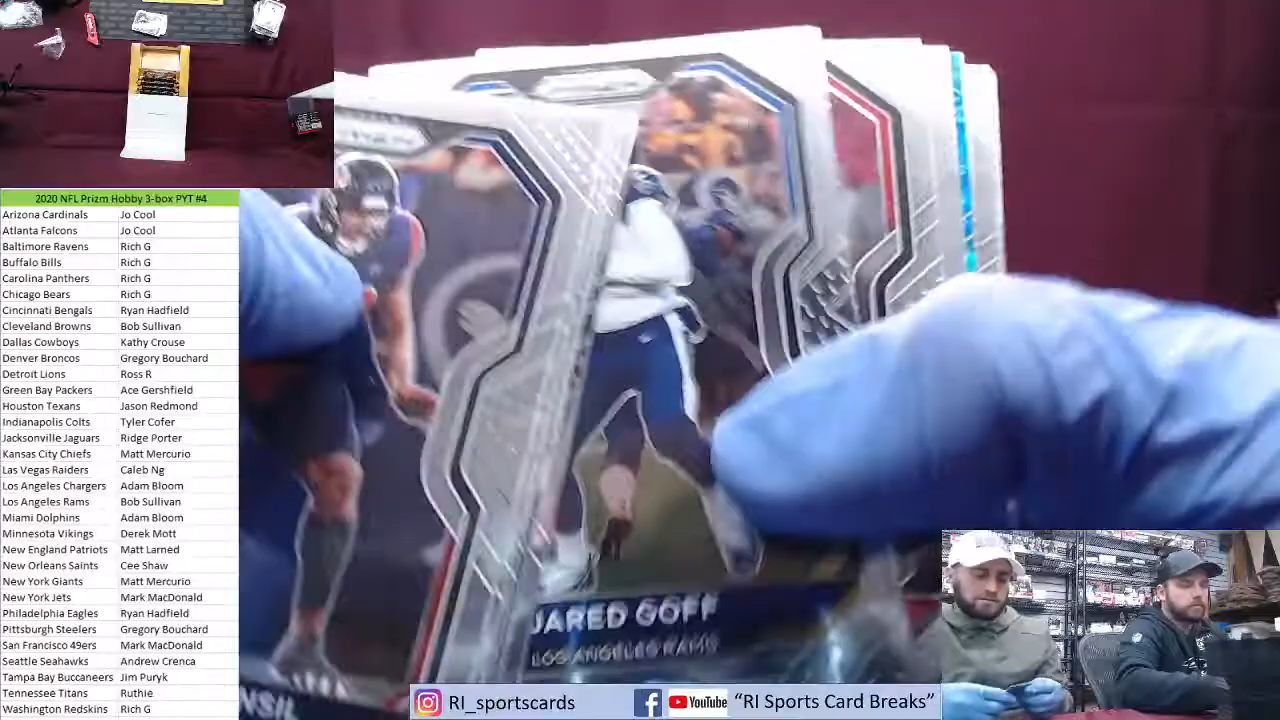 2020 NFL Prizm Hobby 3-box PYT #4
Arizona Cardinals Jo Cool
Atlanta Falcons Jo Cool
Baltimore Ravens Rich G
Buffalo Bills Rich G
Carolina Panthers Rich G
Chicago Bears Rich G
Cincinnati Bengals Ryan Hadfield
Cleveland Browns Bob Sullivan
Dallas Cowboys Kathy Crouse
Denver Broncos Gregory Bouchard
Detroit Lions Ross R
Green Bay Packers Ace Gershfield
Houston Texans Jason Redmond
Indianapolis Colts Tyler Cofer
Jacksonville Jaguars Ridge Porter
Kansas City Chiefs Matt Mercurio
Las Vegas Raiders Caleb Ng
Los Angeles Chargers Adam Bloom
Los Angeles Rams Bob Sullivan
Miami Dolphins Adam Bloom
Minnesota Vikings Derek Mott
New England Patriots Matt Larned
New Orleans Saints Cee Shaw
New York Giants Matt Mercurio
New York Jets Mark MacDonald
Philadelphia Eagles Ryan Hadfield
Pittsburgh Steelers Gregory Bouchard
San Francisco 49ers Mark MacDonald
Seattle Seahawks Andrew Crenca
Tampa Bay Buccaneers Jim Puryk
Tennessee Titans Ruthie
Washington Redskins Rich G
JARED GOFF
LOS ANGELES RAMS
RI_sportscards YouTube "RI Sports Card Breaks"